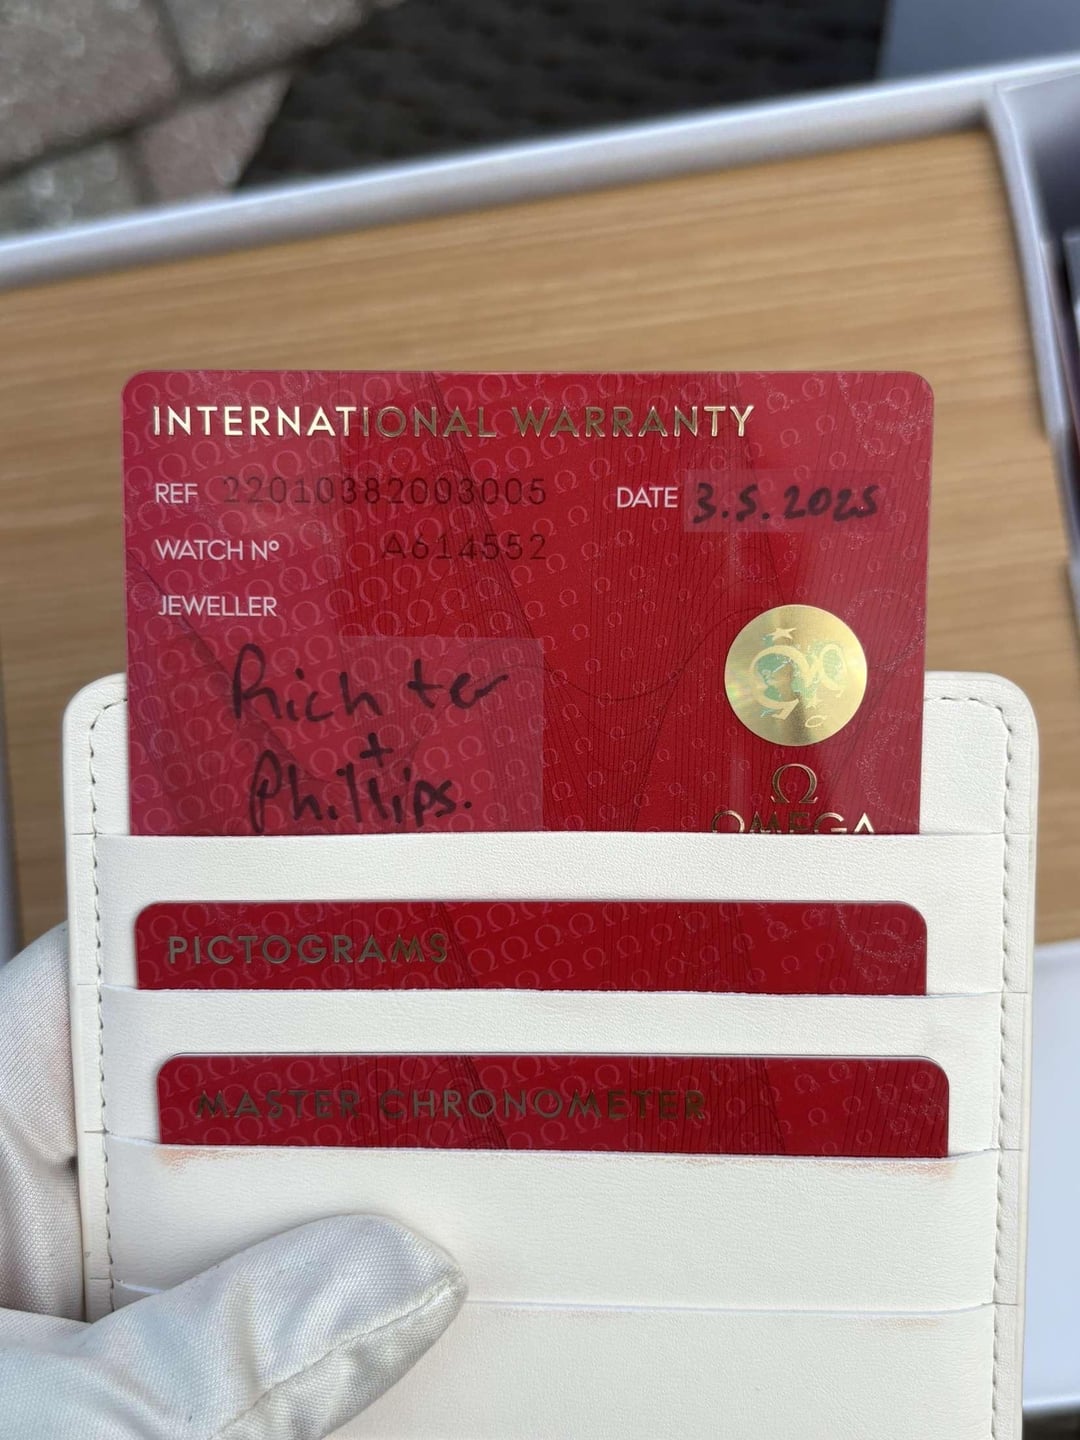 INTERNATIONAL WARRANTY
REF 22010382003005 DATE 3.5.2025
WATCH Nº A614552
JEWELLER
Richter
+
Phillips.
Ω
OMEGA
PICTOGRAMS
MASTER CHRONOMETER